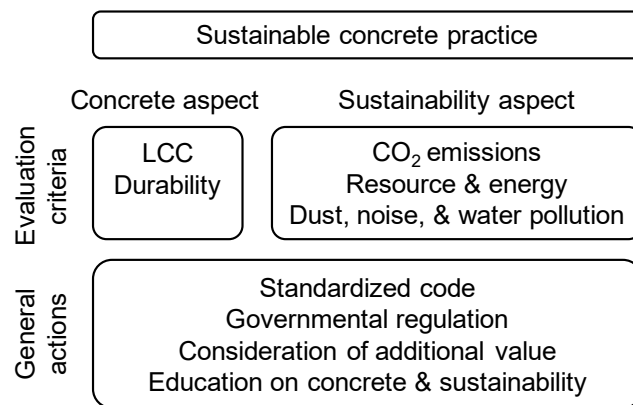 Sustainable concrete practice
Concrete aspect
Sustainability aspect
Evaluation
criteria
LCC
Durability
CO₂ emissions
Resource & energy
Dust, noise, & water pollution
General
actions
Standardized code
Governmental regulation
Consideration of additional value
Education on concrete & sustainability